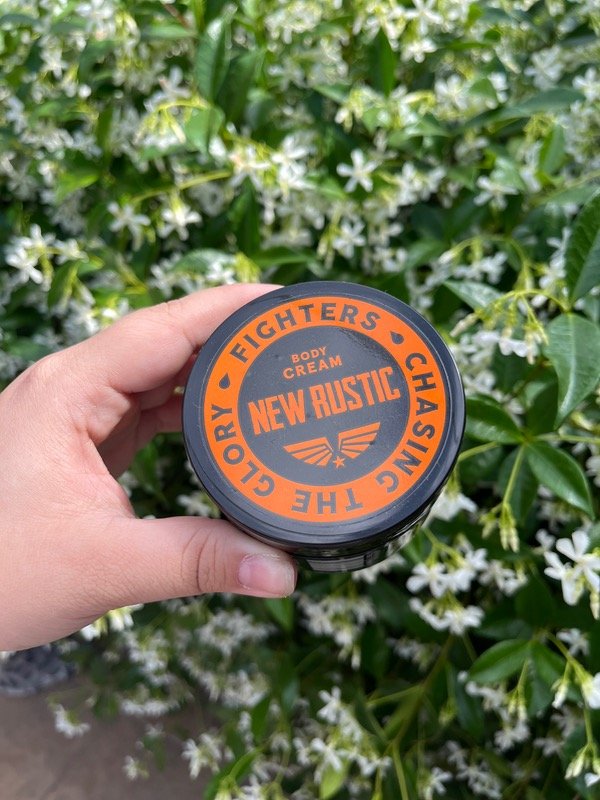 FIGHTERS
CHASING THE GLORY
BODY
CREAM
NEW RUSTIC